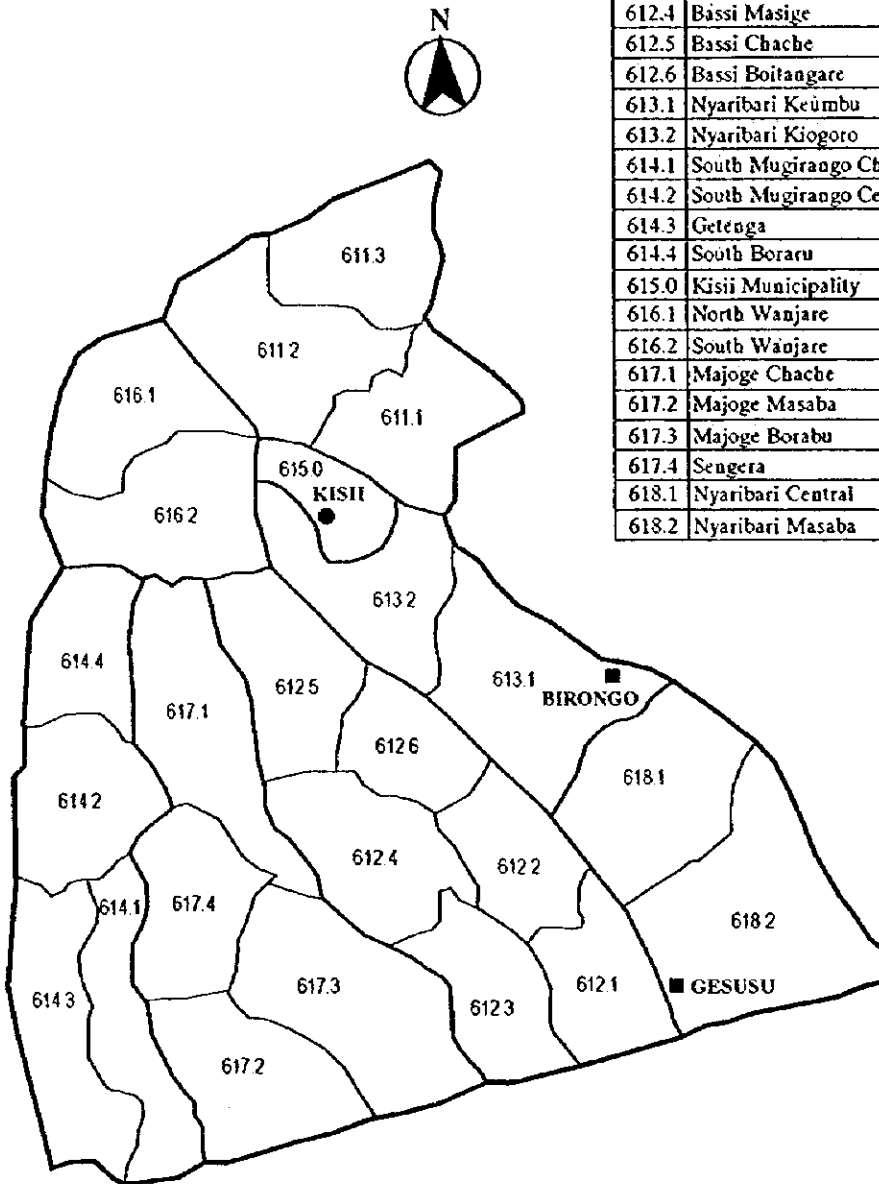 N
612.4 Bassi Masige
612.5 Bassi Chache
612.6 Bassi Boitangare
613.1 Nyaribari Keumbu
613.2 Nyaribari Kiogoro
614.1 South Mugirango Ch
614.2 South Mugirango Ce
614.3 Getenga
614.4 South Boraru
615.0 Kisii Municipality
616.1 North Wanjare
616.2 South Wanjare
617.1 Majoge Chache
617.2 Majoge Masaba
617.3 Majoge Borabu
617.4 Sengera
618.1 Nyaribari Central
618.2 Nyaribari Masaba
611.3
611.2
616.1
611.1
615.0
KISII
616.2
613.2
614.4
612.5
613.1
BIRONGO
617.1
612.6
618.1
614.2
612.4
612.2
614.1
617.4
618.2
617.3
612.1
GESUSU
614.3
612.3
617.2